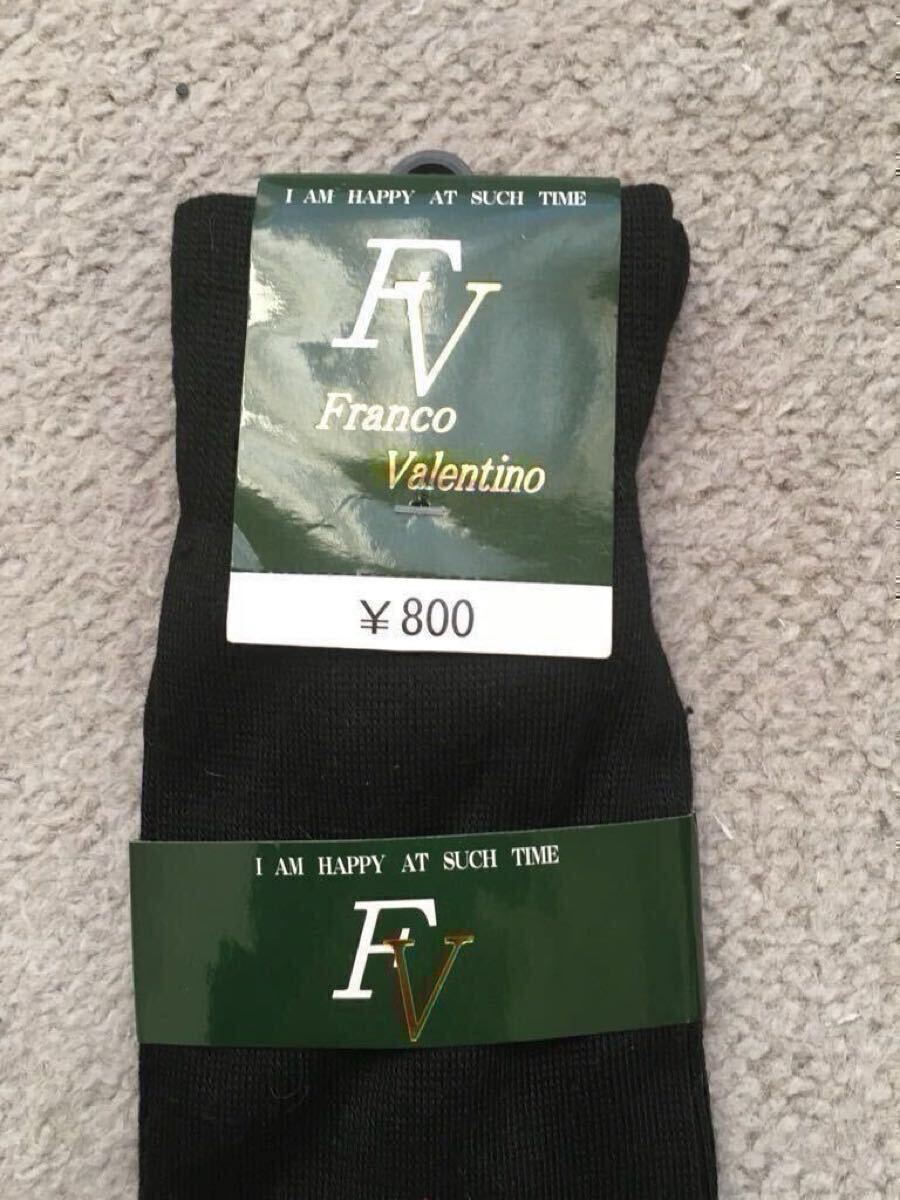 I AM HAPPY AT SUCH TIME
FV
Franco
Valentino
¥800
I AM HAPPY AT SUCH TIME
FV